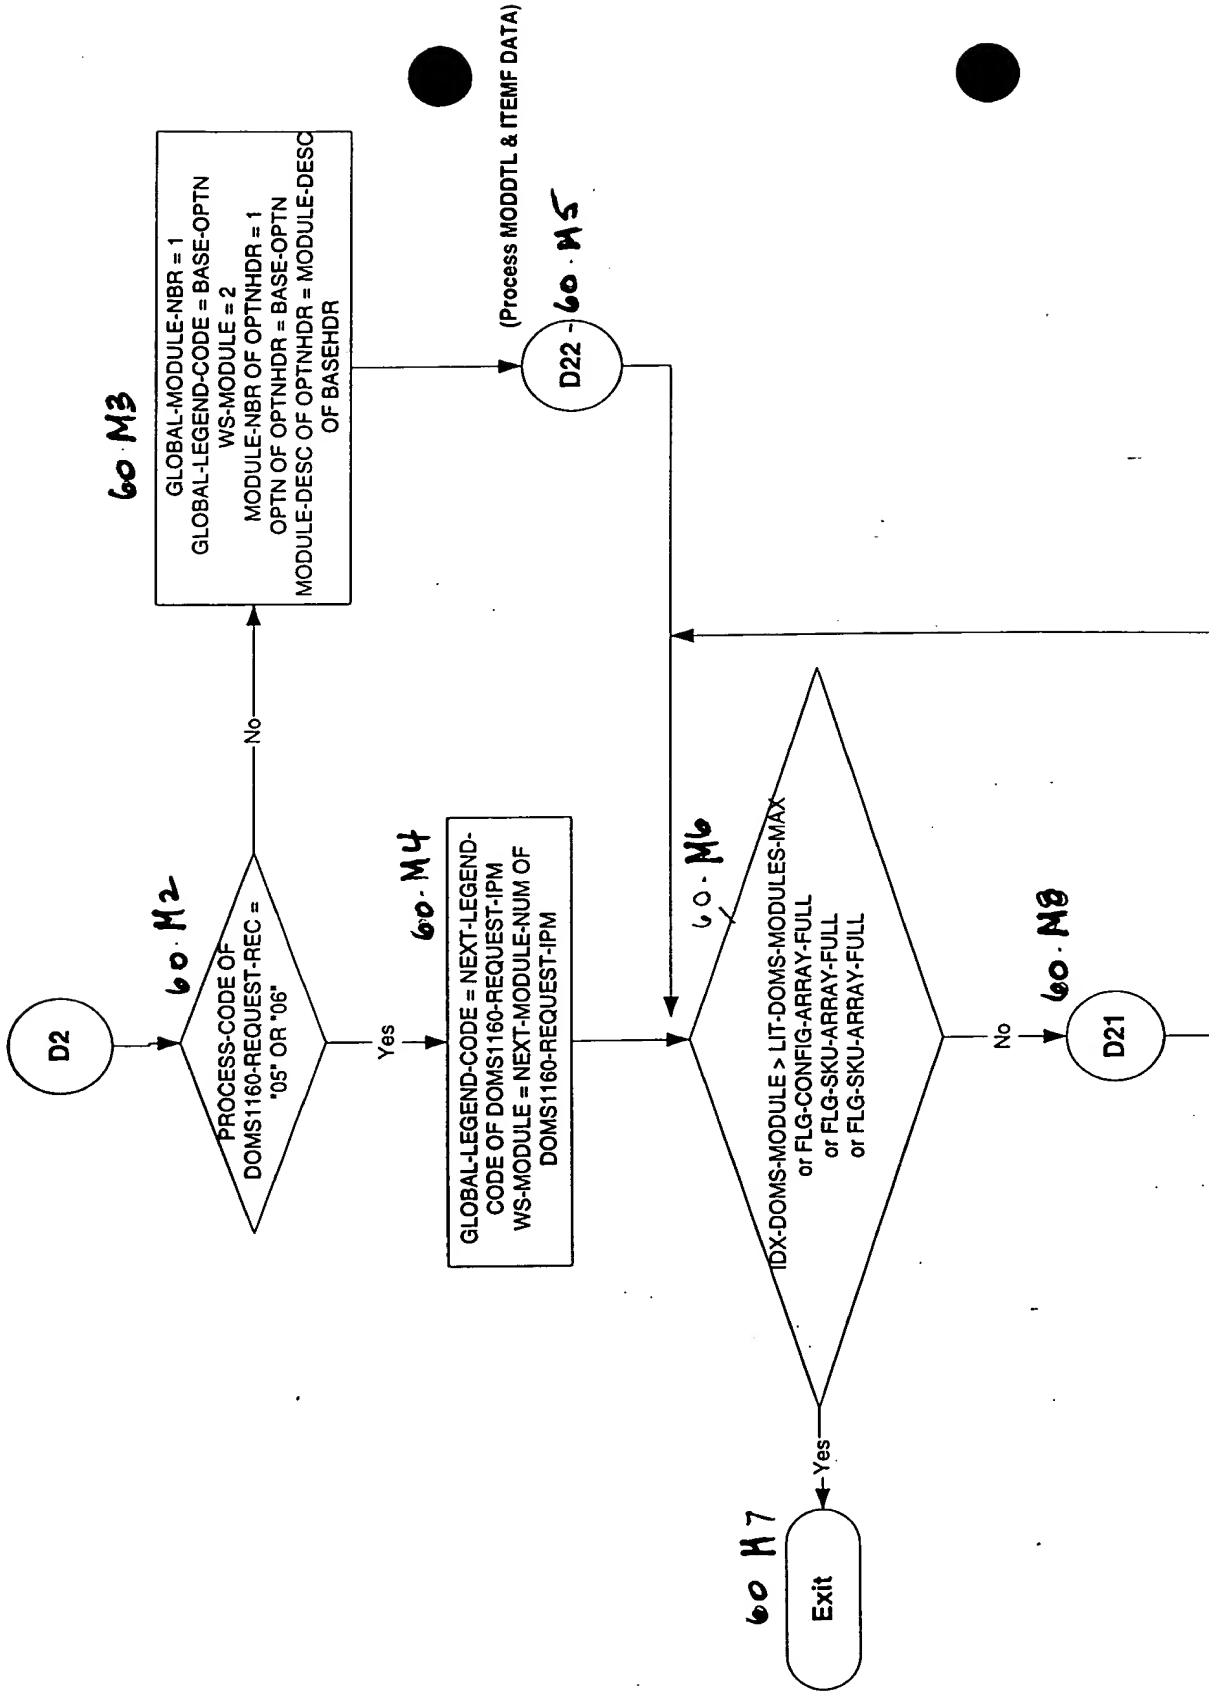 D2
60·M2
PROCESS-CODE OF
DOMS1160-REQUEST-REC =
"05" OR "06"
No
60·M3
GLOBAL-MODULE-NBR = 1
GLOBAL-LEGEND-CODE = BASE-OPTN
WS-MODULE = 2
MODULE-NBR OF OPTNHDR = 1
OPTN OF OPTNHDR = BASE-OPTN
MODULE-DESC OF OPTNHDR = MODULE-DESC
OF BASEHDR
Yes
60·M4
GLOBAL-LEGEND-CODE = NEXT-LEGEND-
CODE OF DOMS1160-REQUEST-IPM
WS-MODULE = NEXT-MODULE-NUM OF
DOMS1160-REQUEST-IPM
(Process MODDTL & ITEMF DATA)
D22 - 60·M5
60·M6
IDX-DOMS-MODULE > LIT-DOMS-MODULES-MAX
or FLG-CONFIG-ARRAY-FULL
or FLG-SKU-ARRAY-FULL
or FLG-SKU-ARRAY-FULL
Yes
60 M7
Exit
No
60·M8
D21